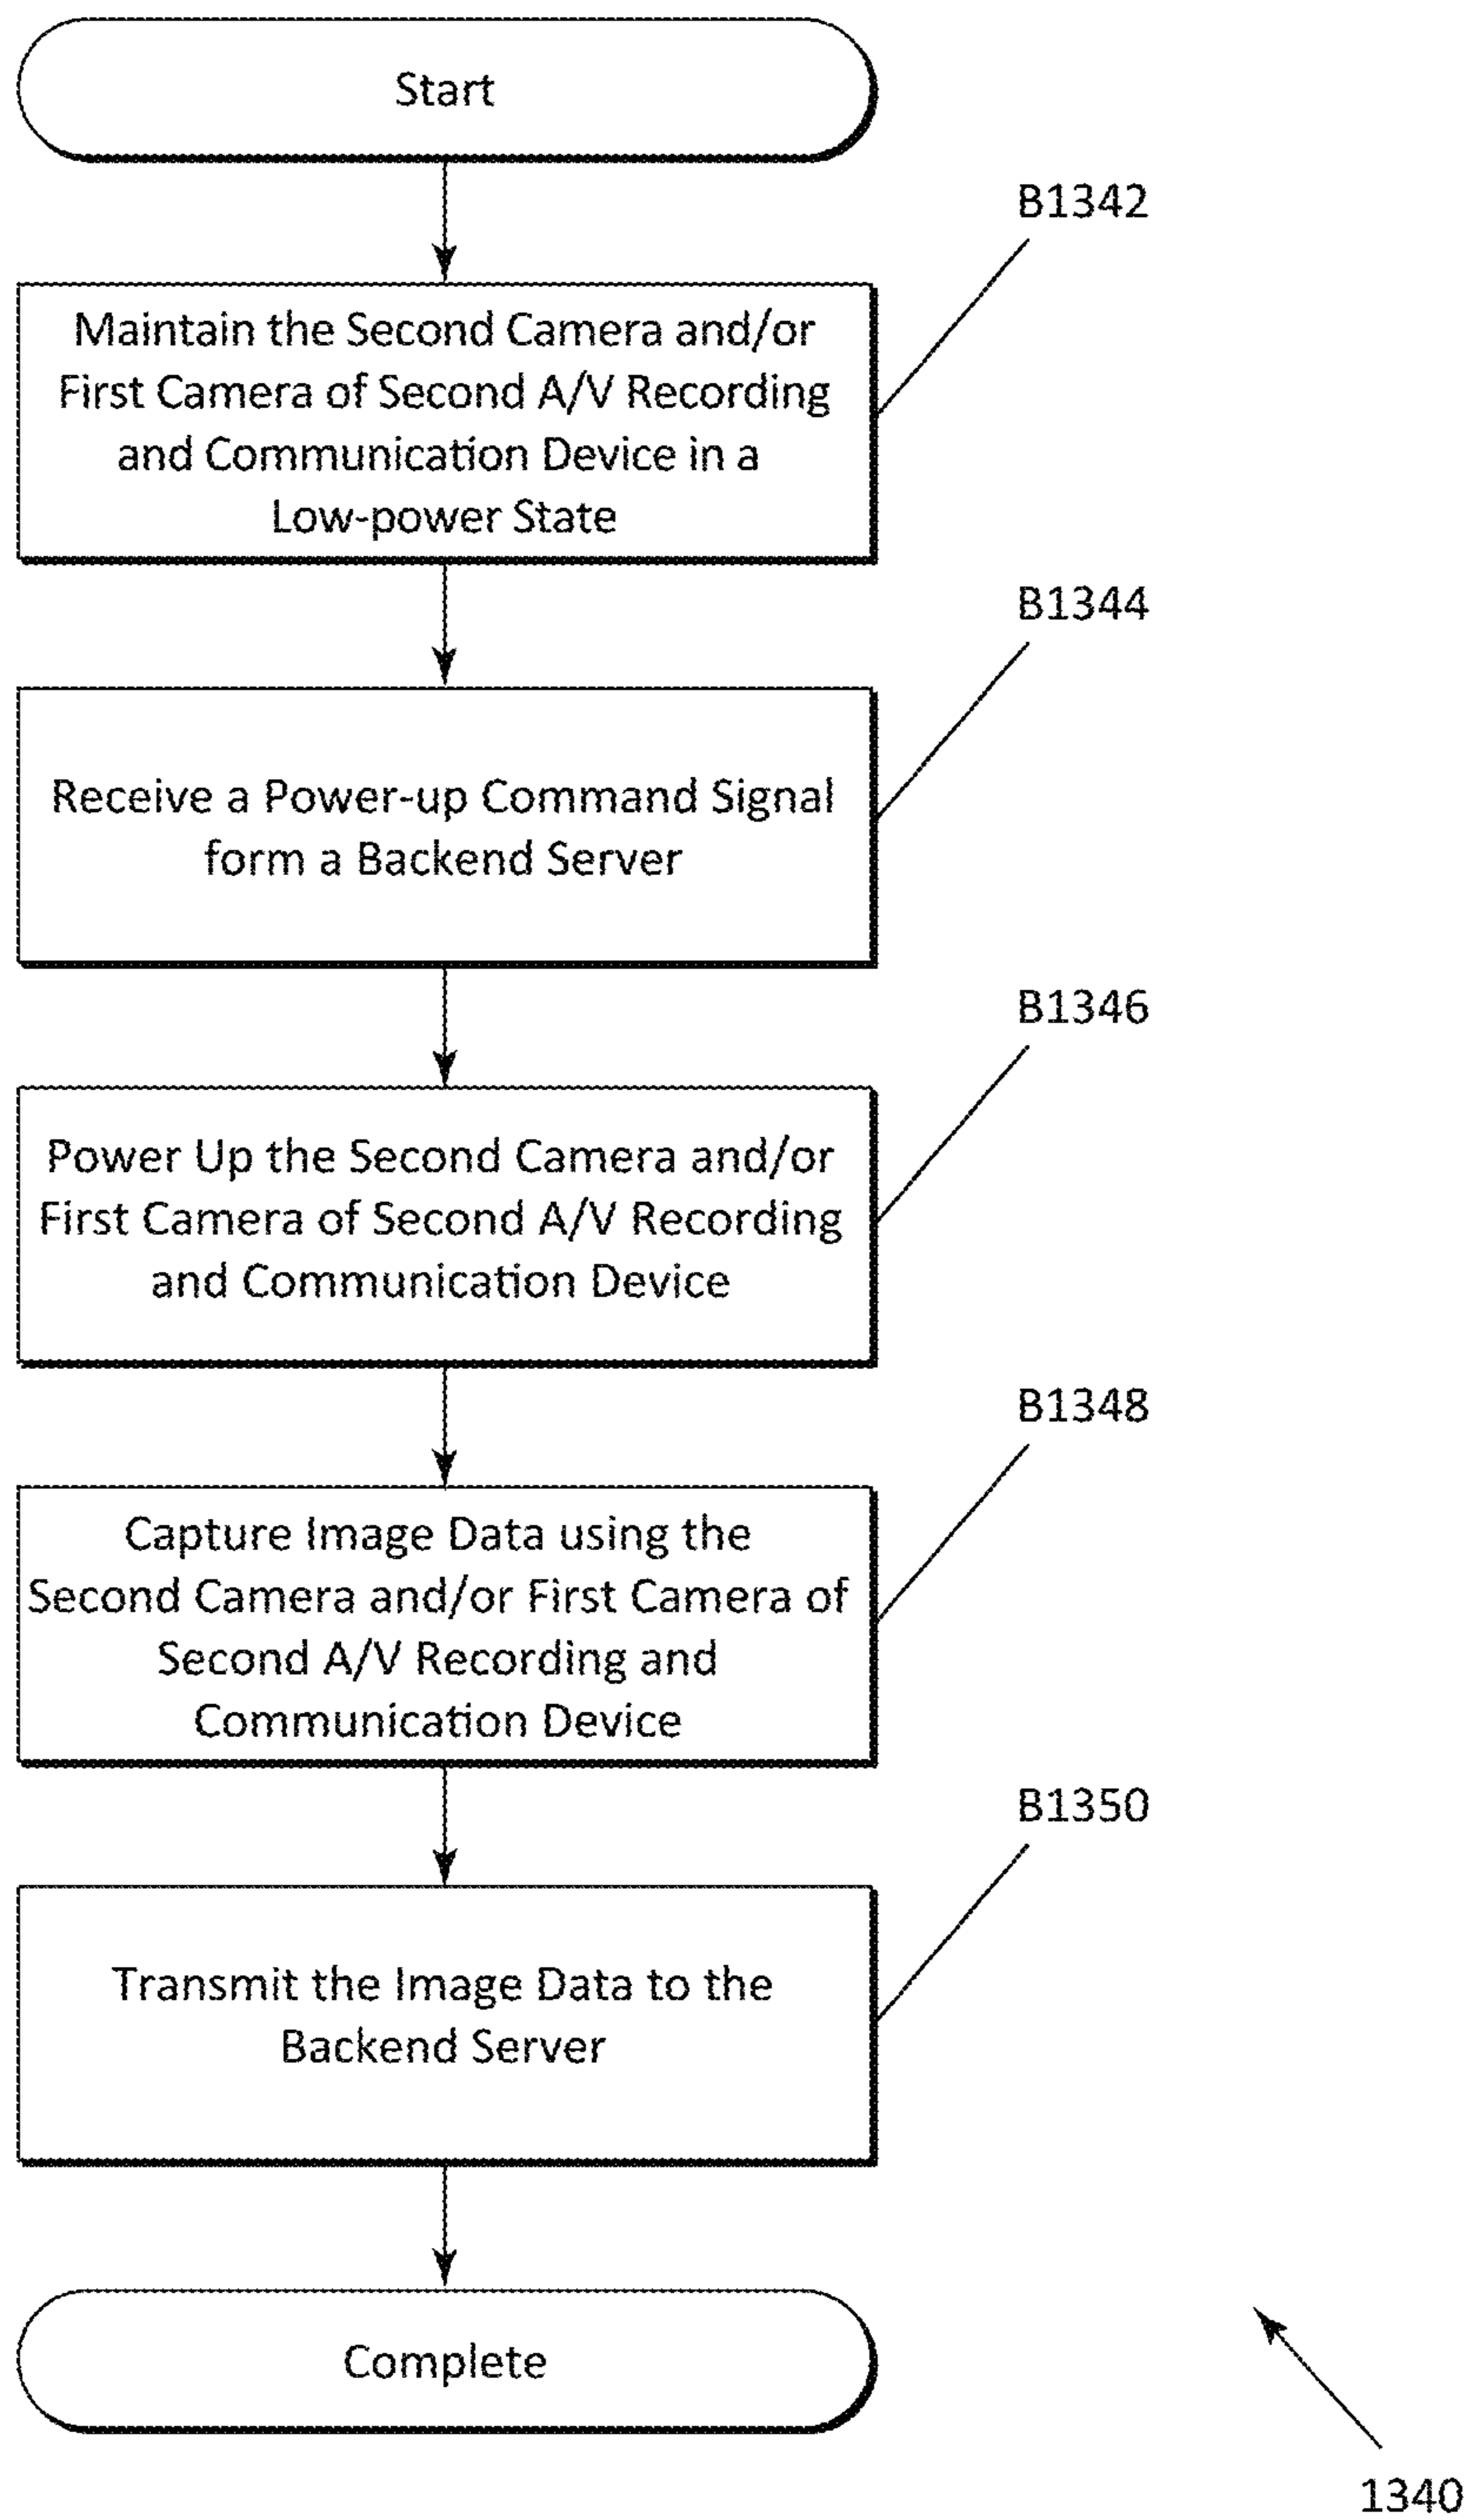 Start
B1342
Maintain the Second Camera and/or
First Camera of Second A/V Recording
and Communication Device in a
Low-power State
B1344
Receive a Power-up Command Signal
form a Backend Server
B1346
Power Up the Second Camera and/or
First Camera of Second A/V Recording
and Communication Device
B1348
Capture Image Data using the
Second Camera and/or First Camera of
Second A/V Recording and
Communication Device
B1350
Transmit the Image Data to the
Backend Server
Complete
1340